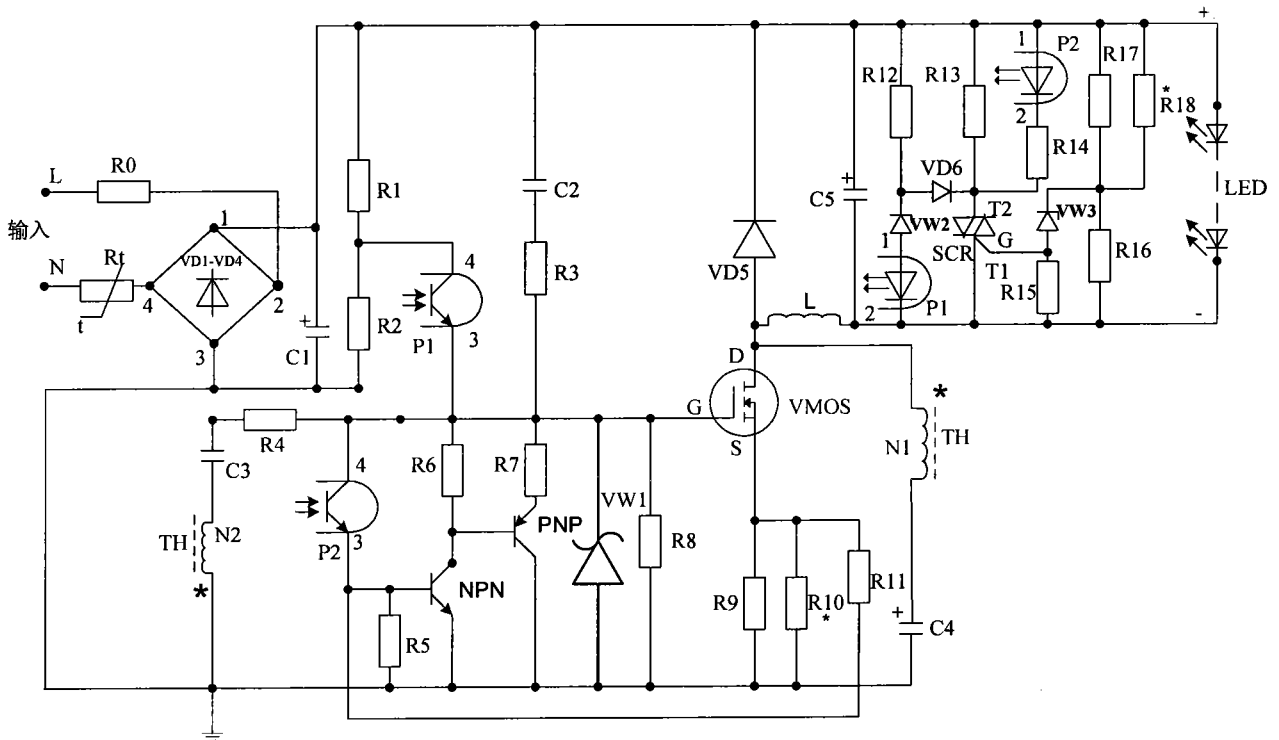 +
1
P2
R12
R13
R17
*
R18
2
R14
L
R0
R1
C2
VD6
C5
+
LED
输入
1
VW2
T2
VW3
VD1-VD4
Rt
4
R3
VD5
1
SCR
G
R16
N
4
2
T1
R15
t
R2
P1
3
L
2
P1
-
3
+
C1
D
*
G
VMOS
R4
S
N1
TH
C3
4
R6
R7
VW1
TH
N2
P2
3
PNP
R8
*
NPN
R9
R10
*
R11
R5
+
C4